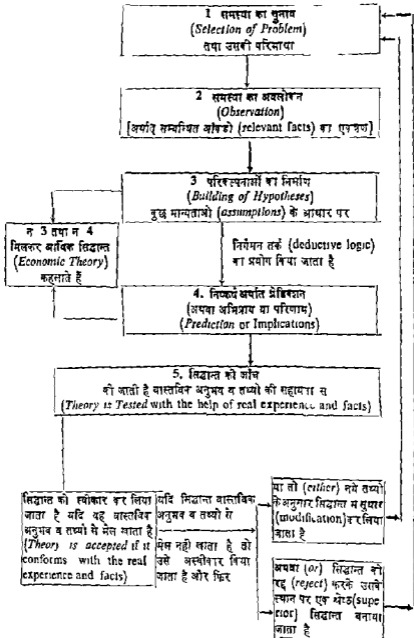 1 समस्या का चुनाव
(Selection of Problem)
तथा उसकी परिभाषा
2 समस्या का अवलोकन
(Observation)
[अर्थात् सम्बन्धित आंकडो (relevant facts) का एकत्रण]
3 परिकल्पनाओं का निर्माण
(Building of Hypotheses)
कुछ मान्यताओ (assumptions) के आधार पर
न 3 तथा न 4
मिलकर आर्थिक सिद्धान्त
(Economic Theory)
कहलाते हैं
निगमन तर्क (deductive logic)
का प्रयोग किया जाता है
4. निष्कर्ष अर्थात प्रेडिक्शन
(अथवा अभिप्राय या परिणाम)
(Prediction or Implications)
5. सिद्धान्त की जाँच
की जाती है वास्तविक अनुभव व तथ्यो की सहायता स
(Theory is Tested with the help of real experience and facts)
सिद्धान्त को स्वीकार कर लिया
जाता है यदि वह वास्तविक
अनुभव व तथ्यो से मेल खाता है
(Theory is accepted if it
conforms with the real
experience and facts)
यदि सिद्धान्त वास्तविक
अनुभव व तथ्यो से
मेल नही खाता है तो
उसे अस्वीकार किया
जाता है और फिर
या तो (either) नये तथ्यो
के अनुसार सिद्धान्त म सुधार
(modification) कर लिया
जाता है
अथवा (or) सिद्धान्त को
रद्द (reject) करके उसके
स्थान पर एक श्रेष्ठ (supe
rior) सिद्धान्त बनाया
जाता है